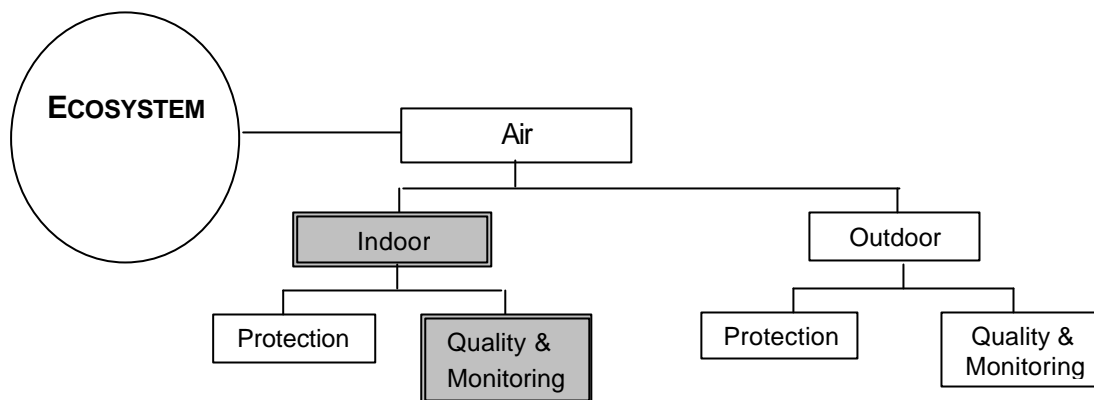 ECOSYSTEM
Air
Indoor
Outdoor
Protection
Quality &
Monitoring
Protection
Quality &
Monitoring